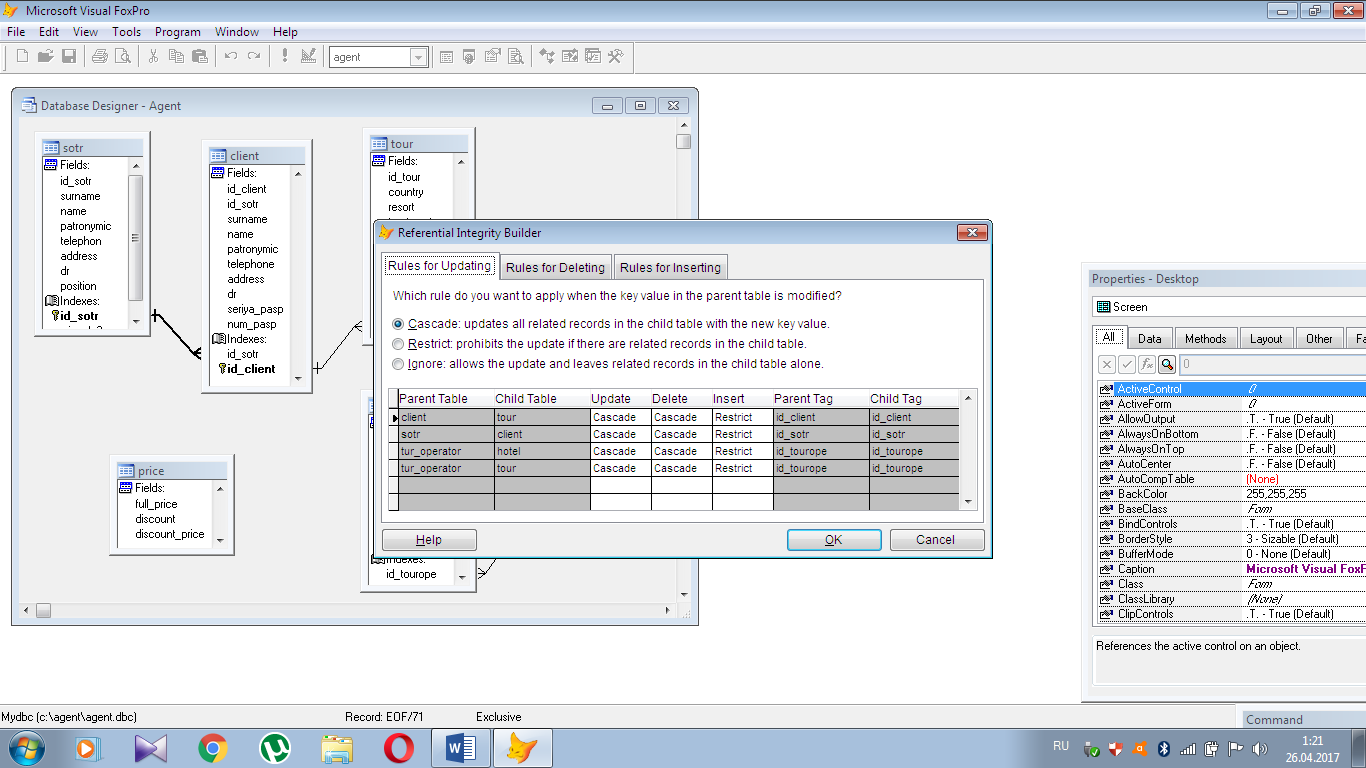 Microsoft Visual FoxPro
File Edit View Tools Program Window Help
agent
Database Designer - Agent
sotr
Fields:
id_sotr
surname
name
patronymic
telephon
address
dr
position
Indexes:
id_sotr
client
Fields:
id_client
id_sotr
surname
name
patronymic
telephone
address
dr
seriya_pasp
num_pasp
Indexes:
id_sotr
id_client
tour
Fields:
id_tour
country
resort
price
Fields:
full_price
discount
discount_price
Indexes:
id_tourope
Referential Integrity Builder
Rules for Updating Rules for Deleting Rules for Inserting
Which rule do you want to apply when the key value in the parent table is modified?
Cascade: updates all related records in the child table with the new key value.
Restrict: prohibits the update if there are related records in the child table.
Ignore: allows the update and leaves related records in the child table alone.
Parent Table Child Table Update Delete Insert Parent Tag Child Tag
client tour Cascade Cascade Restrict id_client id_client
sotr client Cascade Cascade Restrict id_sotr id_sotr
tur_operator hotel Cascade Cascade Restrict id_tourope id_tourope
tur_operator tour Cascade Cascade Restrict id_tourope id_tourope
Help OK Cancel
Properties - Desktop
Screen
All Data Methods Layout Other Fa
0
ActiveControl 0
ActiveForm 0
AllowOutput .T. - True (Default)
AlwaysOnBottom .F. - False (Default)
AlwaysOnTop .F. - False (Default)
AutoCenter .F. - False (Default)
AutoCompTable (None)
BackColor 255,255,255
BaseClass Form
BindControls .T. - True (Default)
BorderStyle 3 - Sizable (Default)
BufferMode 0 - None (Default)
Caption Microsoft Visual FoxP
Class Form
ClassLibrary (None)
ClipControls .T. - True (Default)
References the active control on an object.
Mydbc (c:\agent\agent.dbc) Record: EOF/71 Exclusive
Command
RU
1:21
26.04.2017